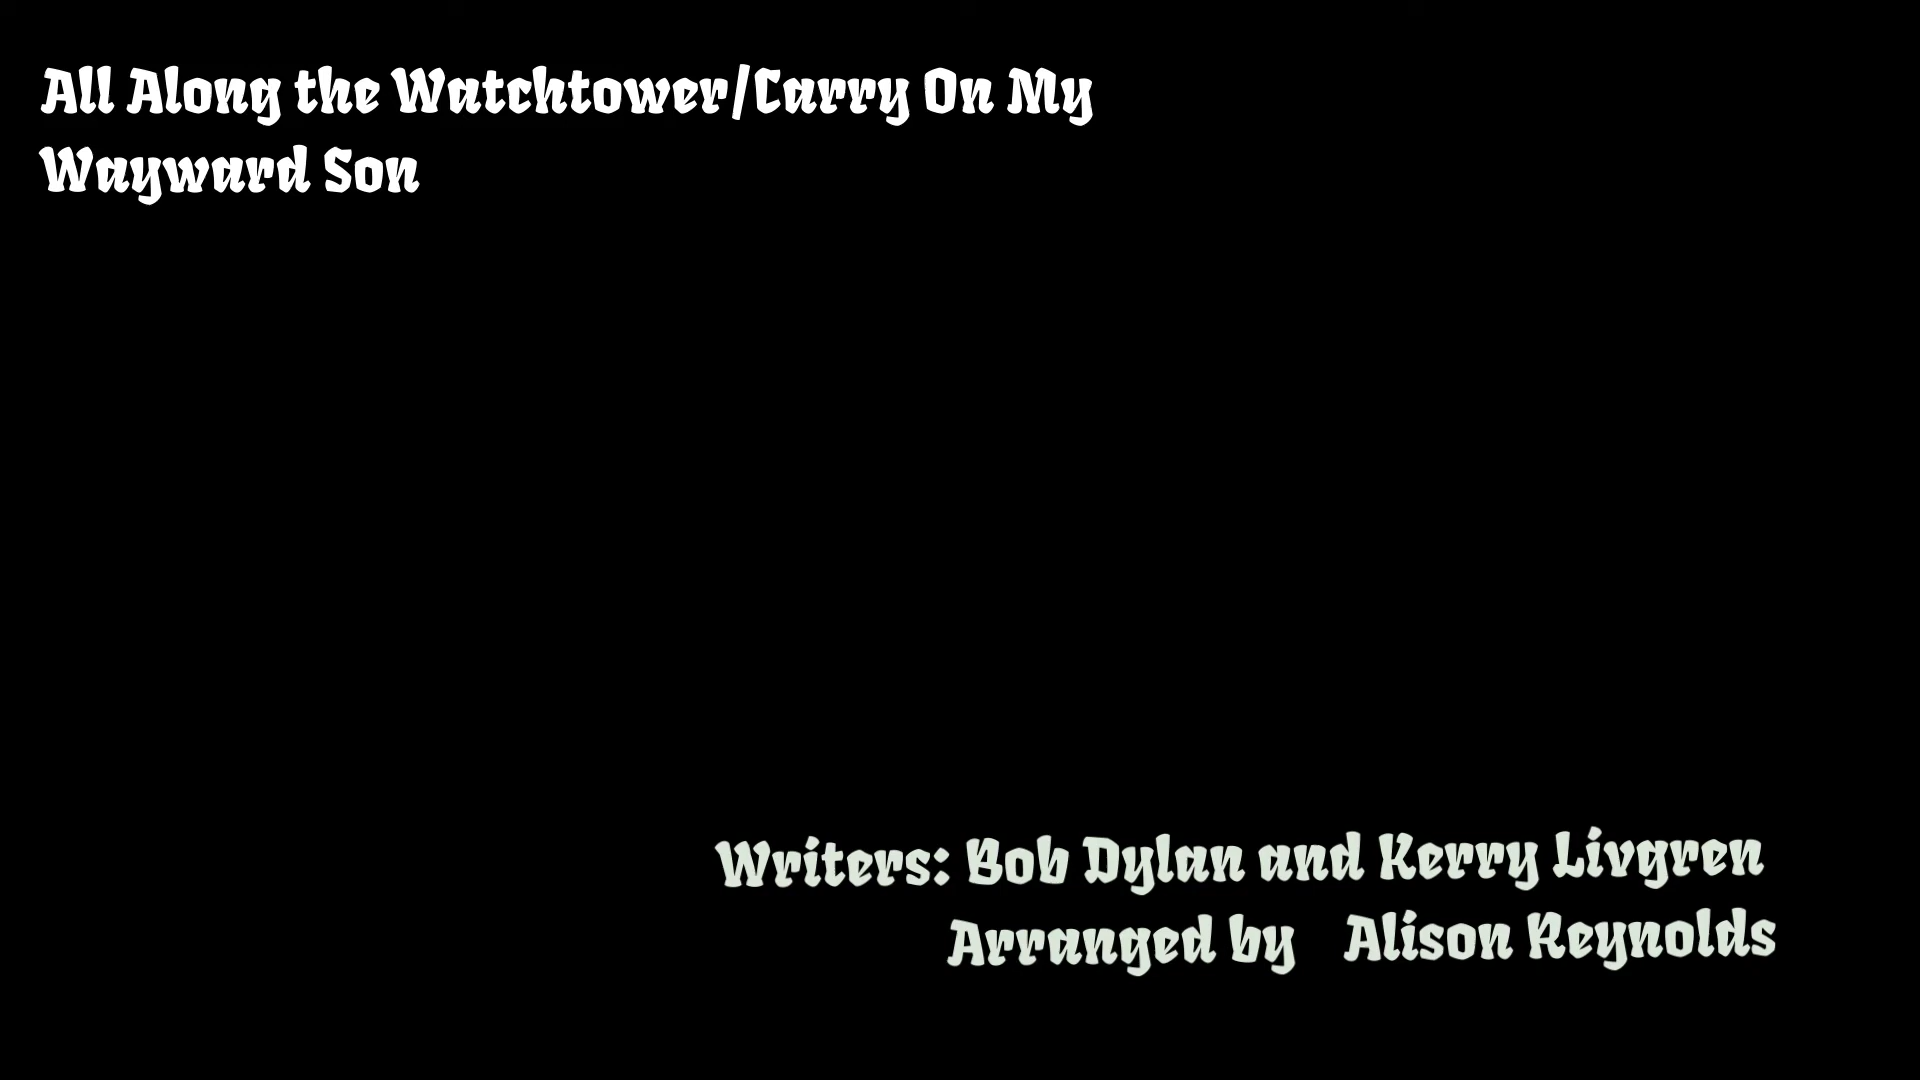 All Along the Watchtower/Carry On My
Wayward Son
Writers: Bob Dylan and Kerry Livgren
Arranged by Alison Reynolds